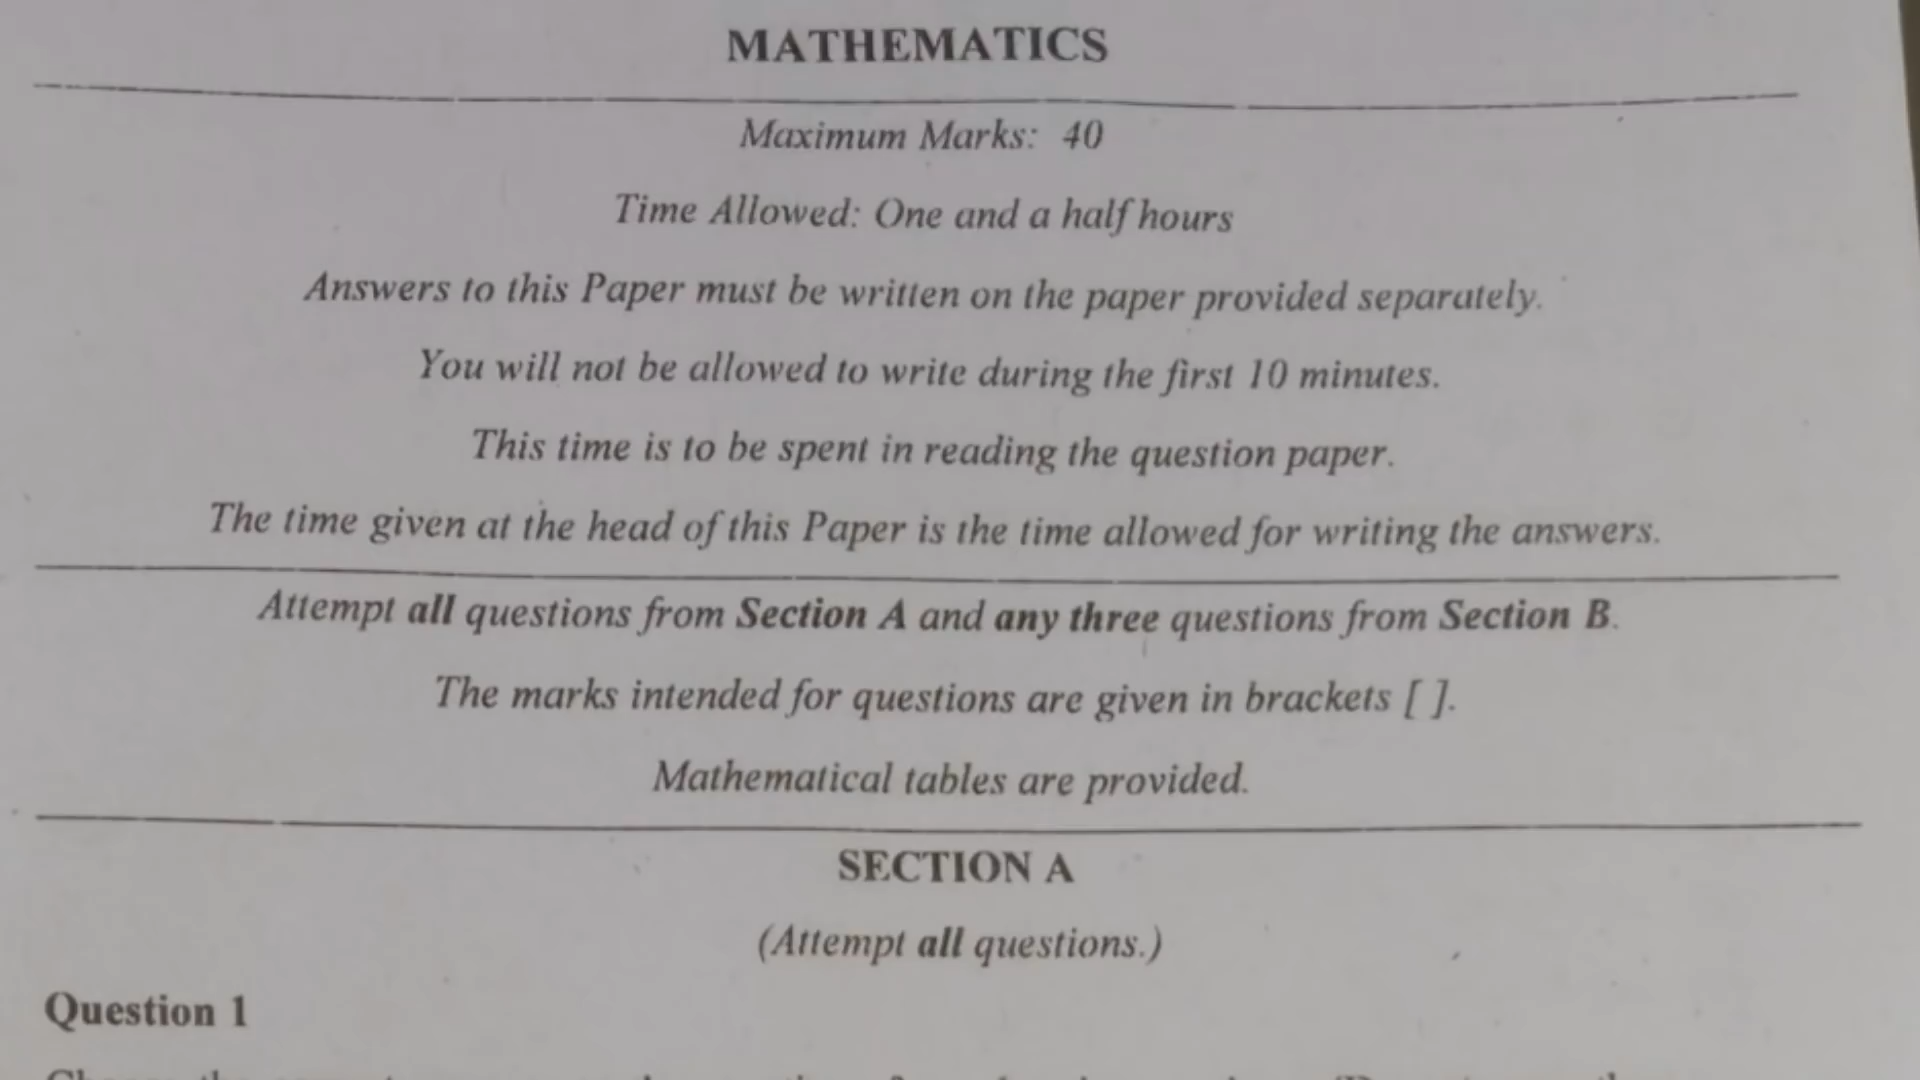 MATHEMATICS
Maximum Marks: 40
Time Allowed: One and a half hours
Answers to this Paper must be written on the paper provided separately.
You will not be allowed to write during the first 10 minutes.
This time is to be spent in reading the question paper.
The time given at the head of this Paper is the time allowed for writing the answers.
Attempt all questions from Section A and any three questions from Section B.
The marks intended for questions are given in brackets [ ].
Mathematical tables are provided.
SECTION A
(Attempt all questions.)
Question 1